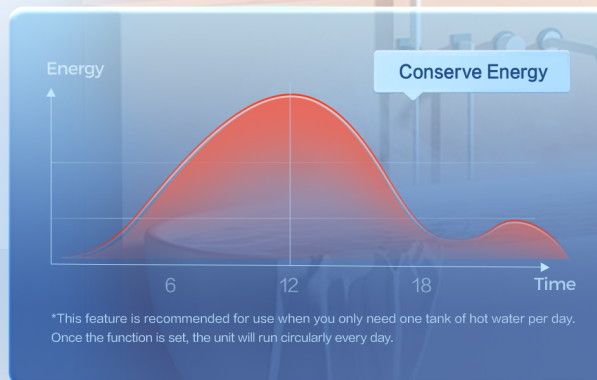 Energy
Conserve Energy
6 12 18
Time
*This feature is recommended for use when you only need one tank of hot water per day.
Once the function is set, the unit will run circularly every day.